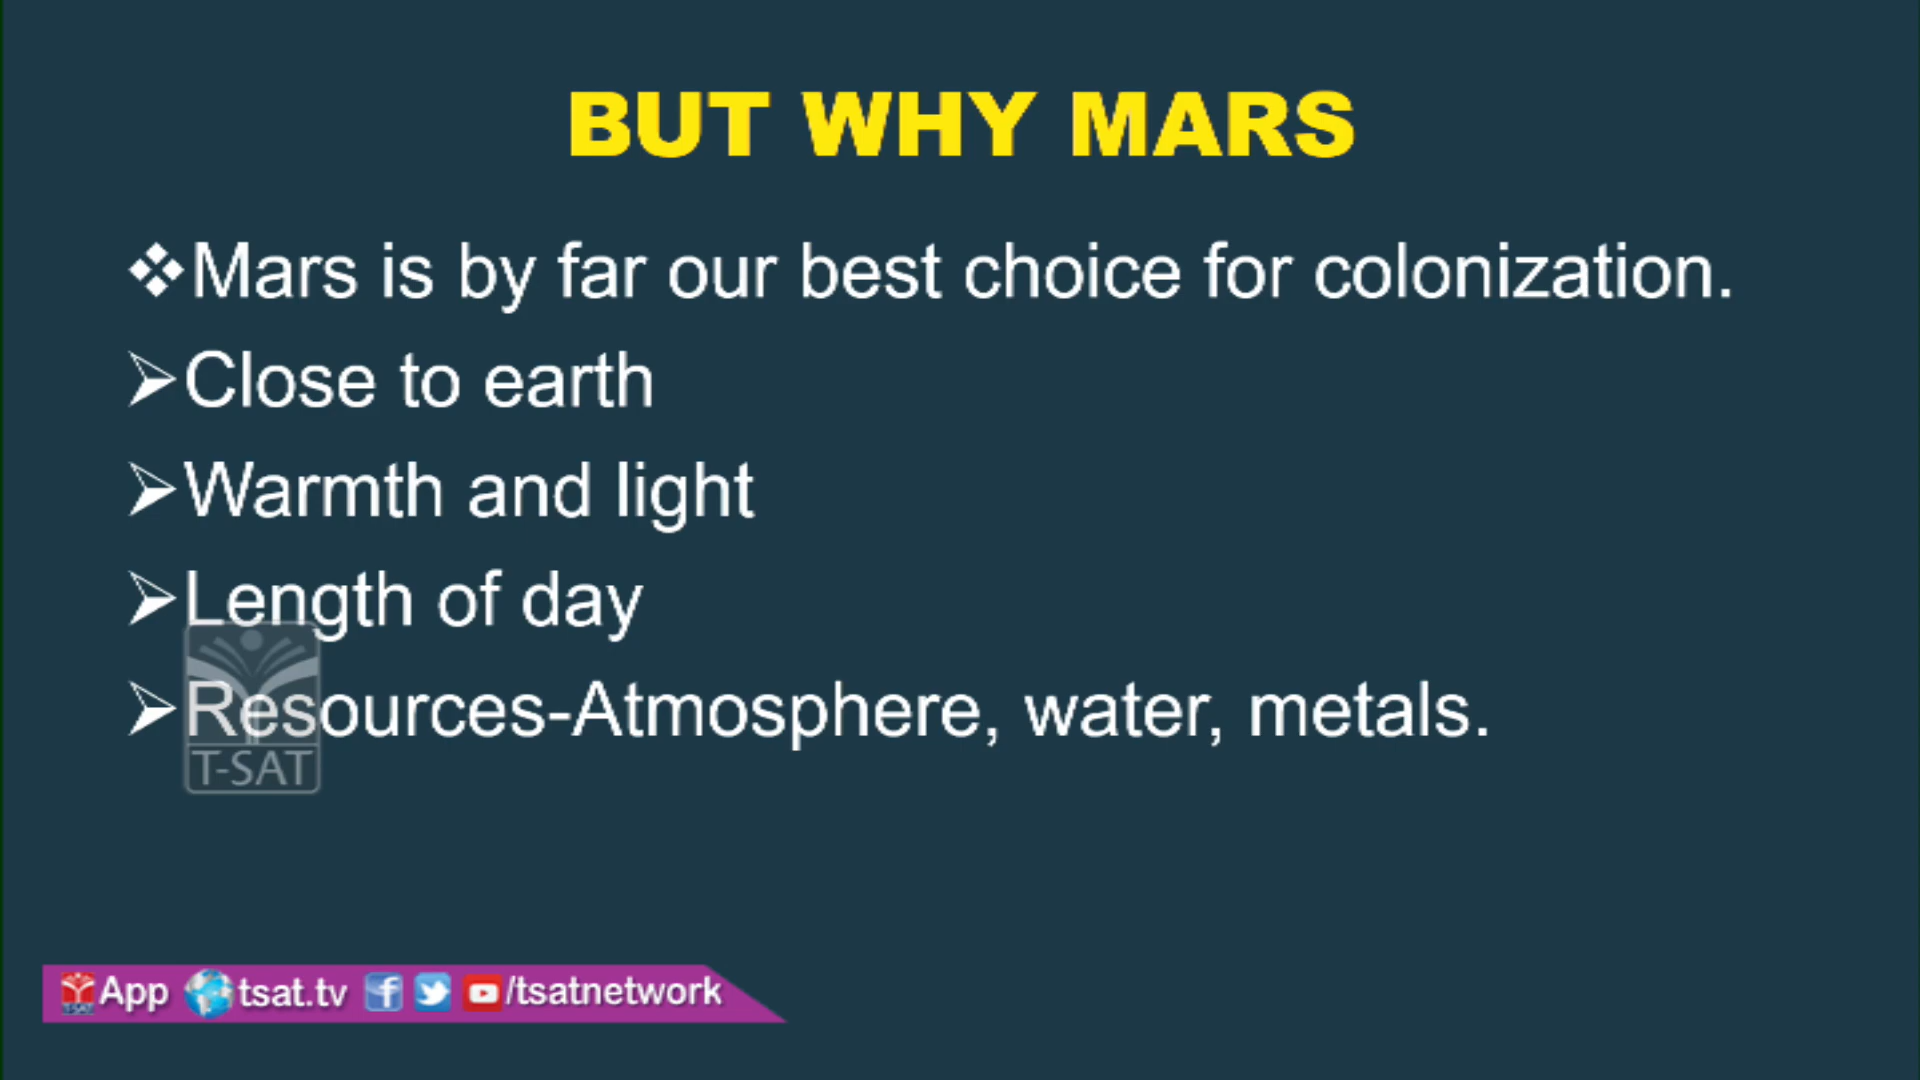 BUT WHY MARS
❖Mars is by far our best choice for colonization.
➢Close to earth
➢Warmth and light
➢Length of day
➢Resources-Atmosphere, water, metals.
T-SAT
T-SAT App tsat.tv /tsatnetwork